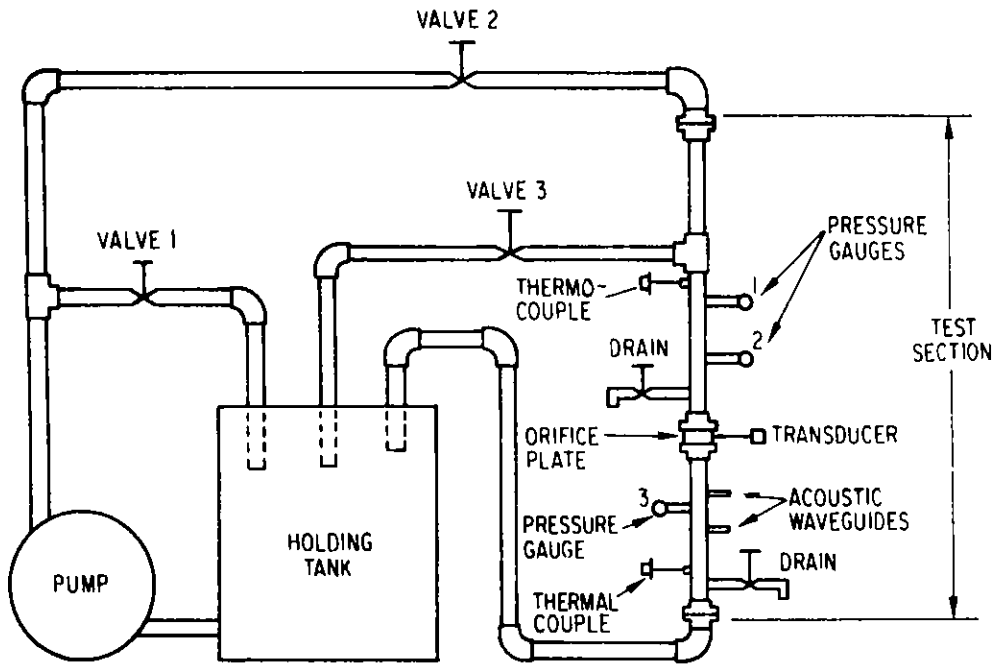 VALVE 2
VALVE 3
VALVE 1
PRESSURE
GAUGES
THERMO-
COUPLE
1
2
TEST
SECTION
DRAIN
ORIFICE
PLATE
TRANSDUCER
3
PRESSURE
GAUGE
ACOUSTIC
WAVEGUIDES
HOLDING
TANK
PUMP
DRAIN
THERMAL
COUPLE